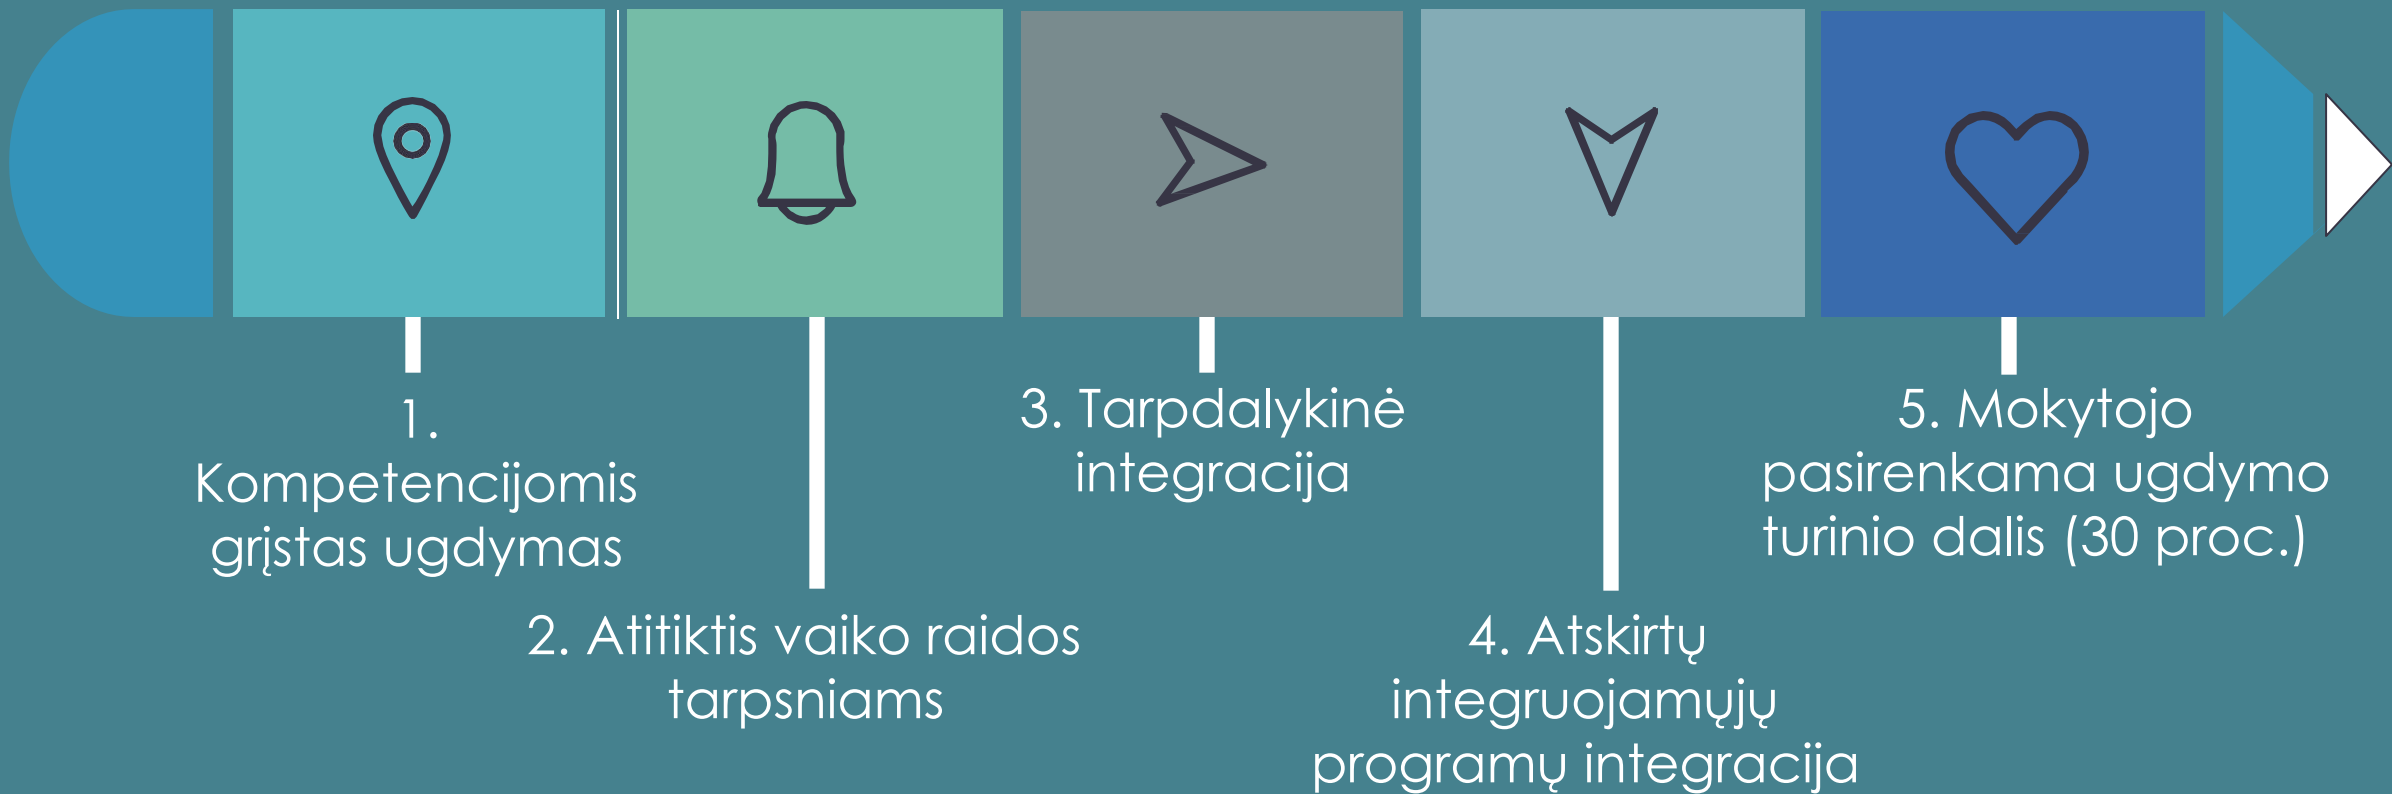 1.
Kompetencijomis
grįstas ugdymas
2. Atitiktis vaiko raidos
tarpsniams
3. Tarpdalykinė
integracija
4. Atskirtų
integruojamųjų
programų integracija
5. Mokytojo
pasirenkama ugdymo
turinio dalis (30 proc.)